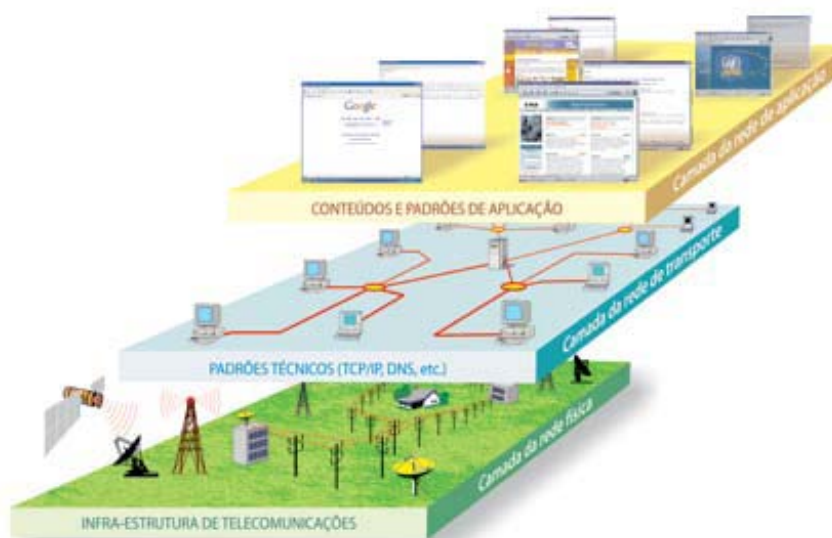 Google
CONTEÚDOS E PADRÕES DE APLICAÇÃO
Camada da rede de aplicação
PADRÕES TÉCNICOS (TCP/IP, DNS, etc.)
Camada da rede de transporte
INFRA-ESTRUTURA DE TELECOMUNICAÇÕES
Camada da rede física